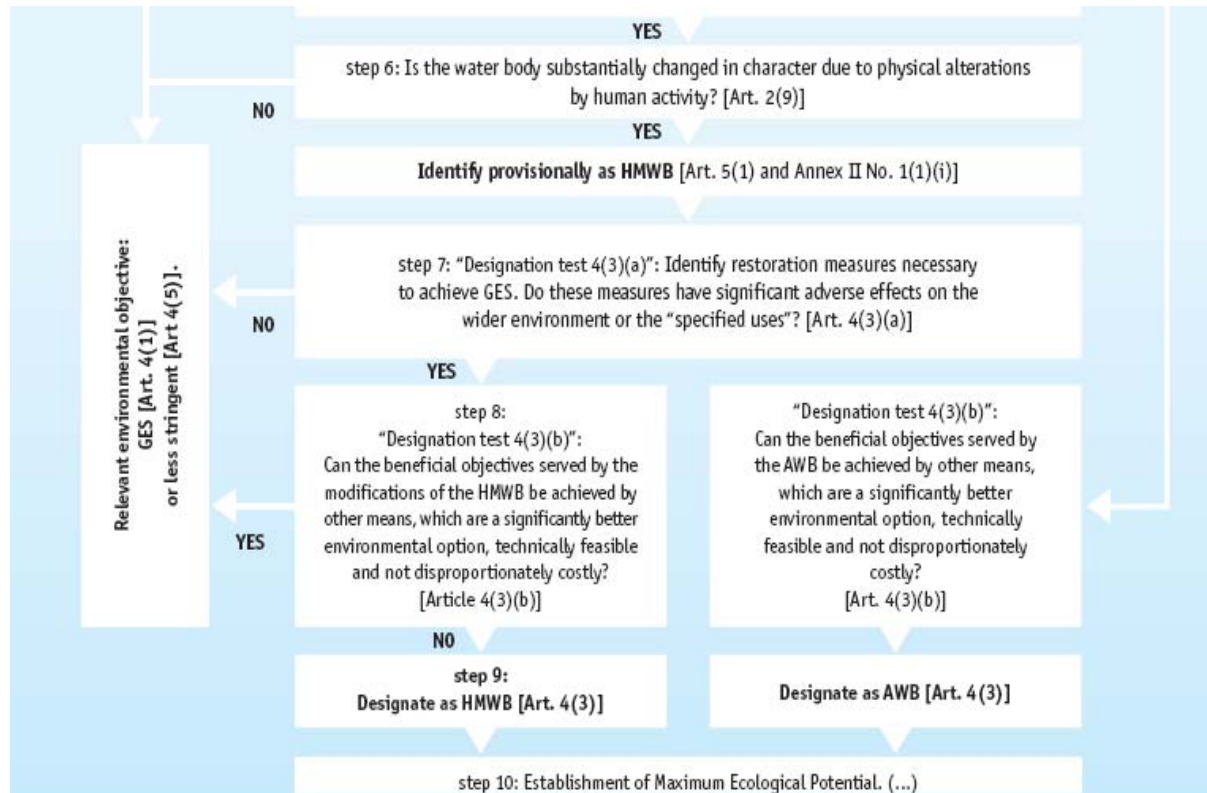 YES
step 6: Is the water body substantially changed in character due to physical alterations
by human activity? [Art. 2(9)]
NO
YES
Identify provisionally as HMWB [Art. 5(1) and Annex II No. 1(1)(i)]
Relevant environmental objective:
GES [Art. 4(1)]
or less stringent [Art 4(5)].
step 7: “Designation test 4(3)(a)”: Identify restoration measures necessary
to achieve GES. Do these measures have significant adverse effects on the
wider environment or the “specified uses”? [Art. 4(3)(a)]
NO
YES
step 8:
“Designation test 4(3)(b)”:
Can the beneficial objectives served by the
modifications of the HMWB be achieved by
other means, which are a significantly better
environmental option, technically feasible
and not disproportionately costly?
[Article 4(3)(b)]
YES
“Designation test 4(3)(b)”:
Can the beneficial objectives served by
the AWB be achieved by other means,
which are a significantly better
environmental option, technically
feasible and not disproportionately
costly?
[Art. 4(3)(b)]
NO
step 9:
Designate as HMWB [Art. 4(3)]
Designate as AWB [Art. 4(3)]
step 10: Establishment of Maximum Ecological Potential. (...)